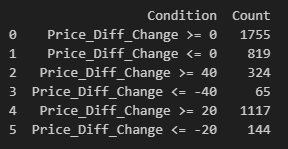 Condition Count
0 Price_Diff_Change >= 0 1755
1 Price_Diff_Change <= 0 819
2 Price_Diff_Change >= 40 324
3 Price_Diff_Change <= -40 65
4 Price_Diff_Change >= 20 1117
5 Price_Diff_Change <= -20 144